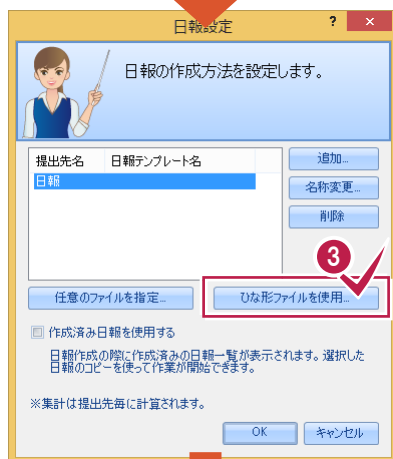 日報設定
?
×
日報の作成方法を設定します。
提出先名 日報テンプレート名
日報
追加...
名称変更...
削除
3
任意のファイルを指定...
ひな形ファイルを使用...
作成済み日報を使用する
日報作成の際に作成済みの日報一覧が表示されます。選択した
日報のコピーを使って作業が開始できます。
※集計は提出先毎に計算されます。
OK
キャンセル